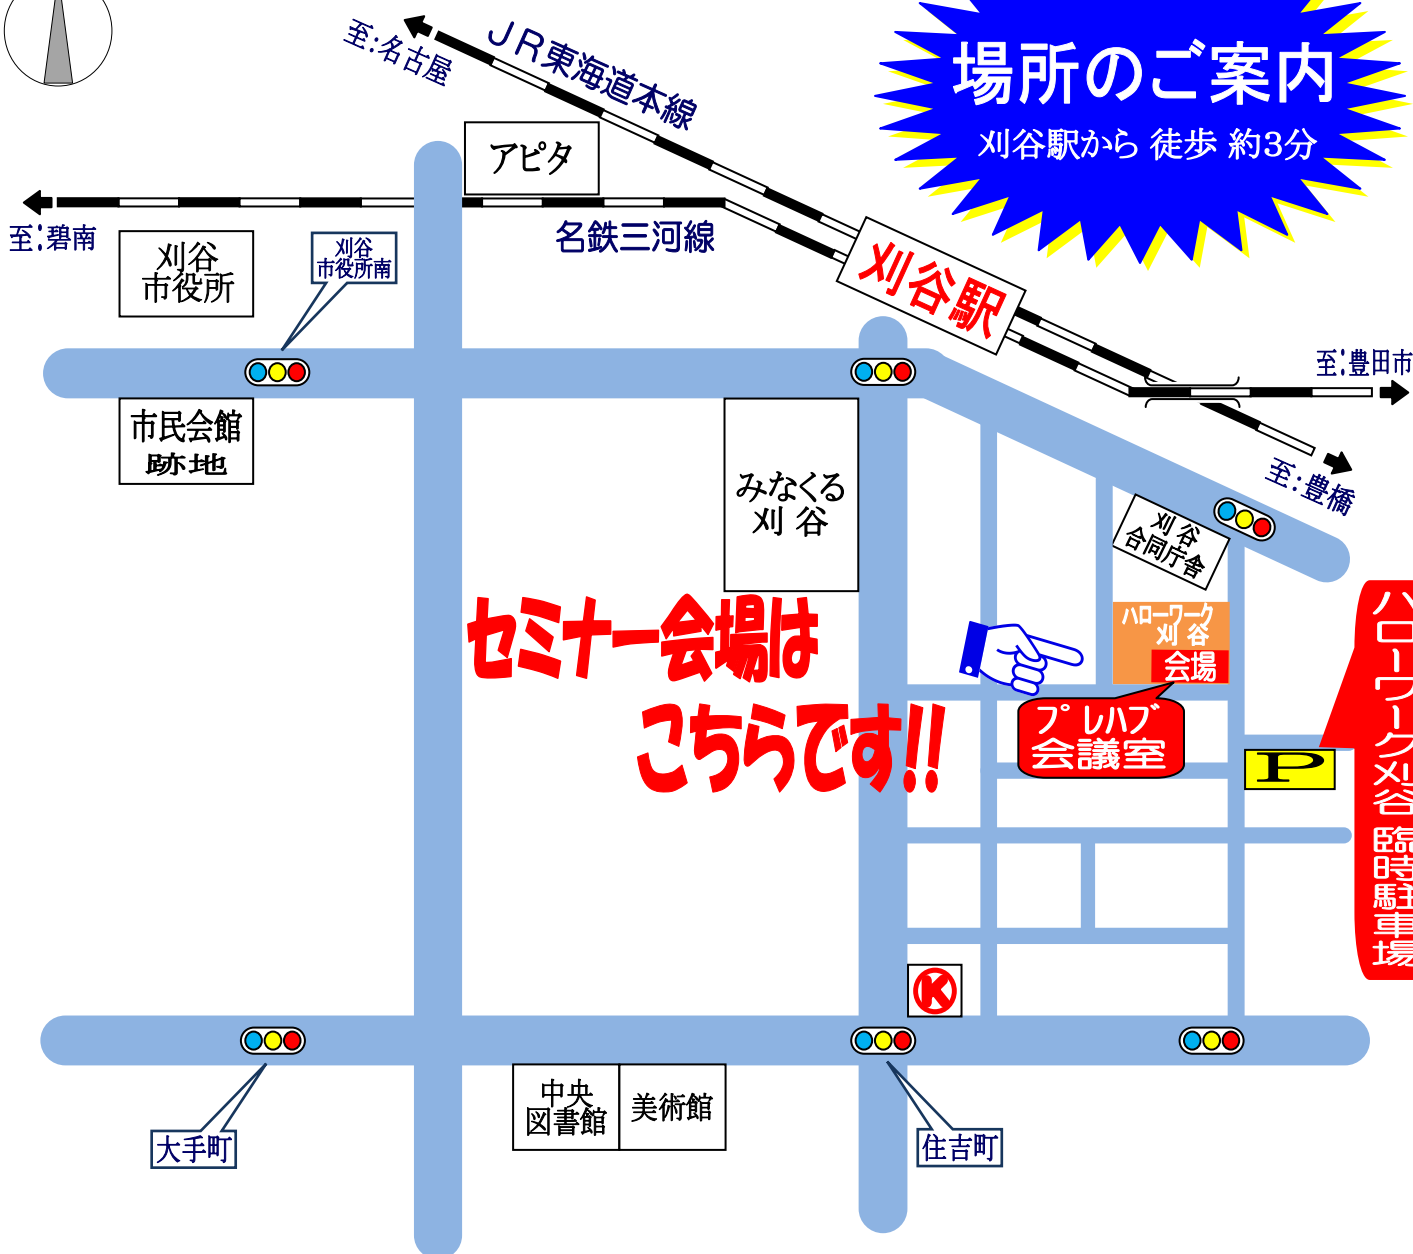 場所のご案内
刈谷駅から 徒歩 約3分
至:名古屋
JR東海道本線
アピタ
至:碧南
名鉄三河線
刈谷
市役所
刈谷
市役所南
刈谷駅
至:豊田市
至:豊橋
市民会館
跡地
みなくる
刈 谷
刈 谷
合同庁舎
セミナー会場は
こちらです!!
ハローワーク
刈 谷
会場
プレハブ
会議室
P
ハローワーク刈谷 臨時駐車場
K
中央
図書館
美術館
大手町
住吉町